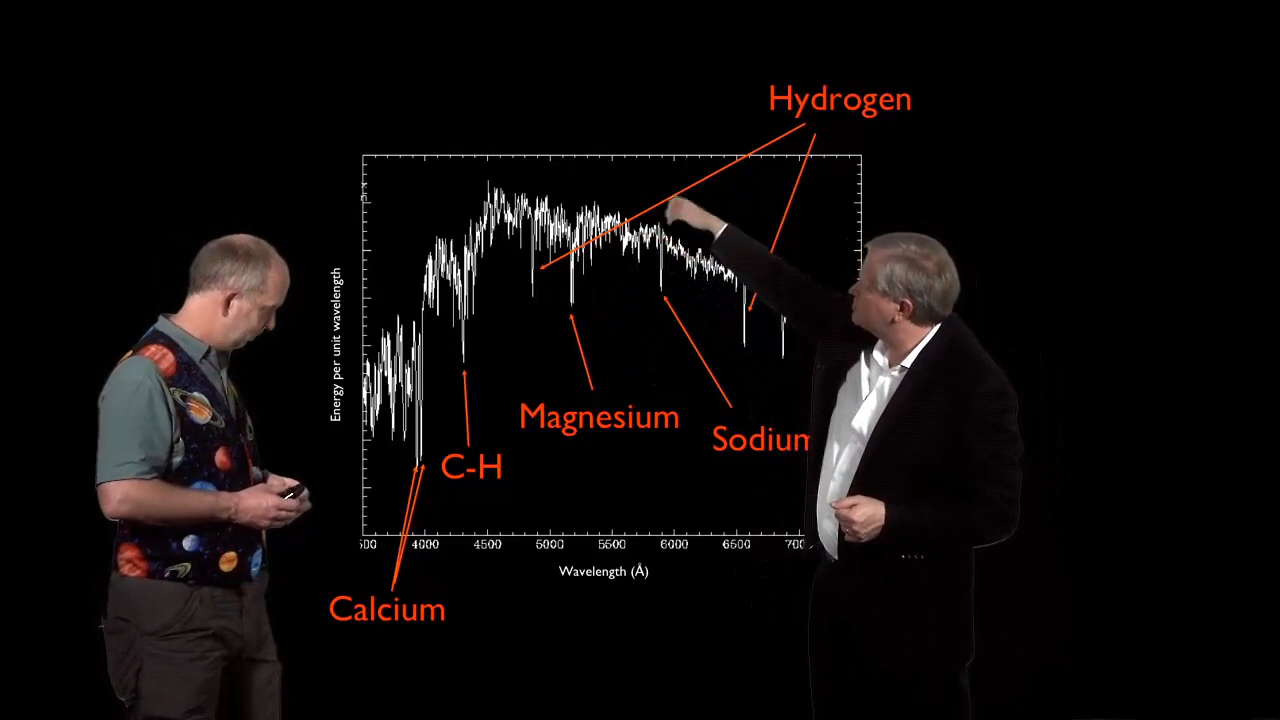 Hydrogen
Energy per unit wavelength
Magnesium
Sodium
C-H
4000 4500 5000 5500 6000 6500
Wavelength (Å)
Calcium